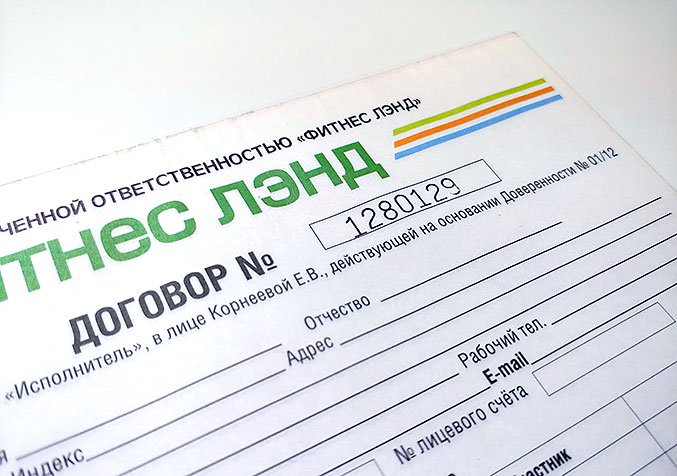 ЧЕННОЙ ОТВЕТСТВЕННОСТЬЮ «ФИТНЕС ЛЭНД»
итнес лэнд
ДОГОВОР № 1280129
«Исполнитель», в лице Корнеевой Е.В., действующей на основании Доверенности № 01/12
Отчество
Адрес
Индекс Рабочий тел.
E-mail
№ лицевого счёта